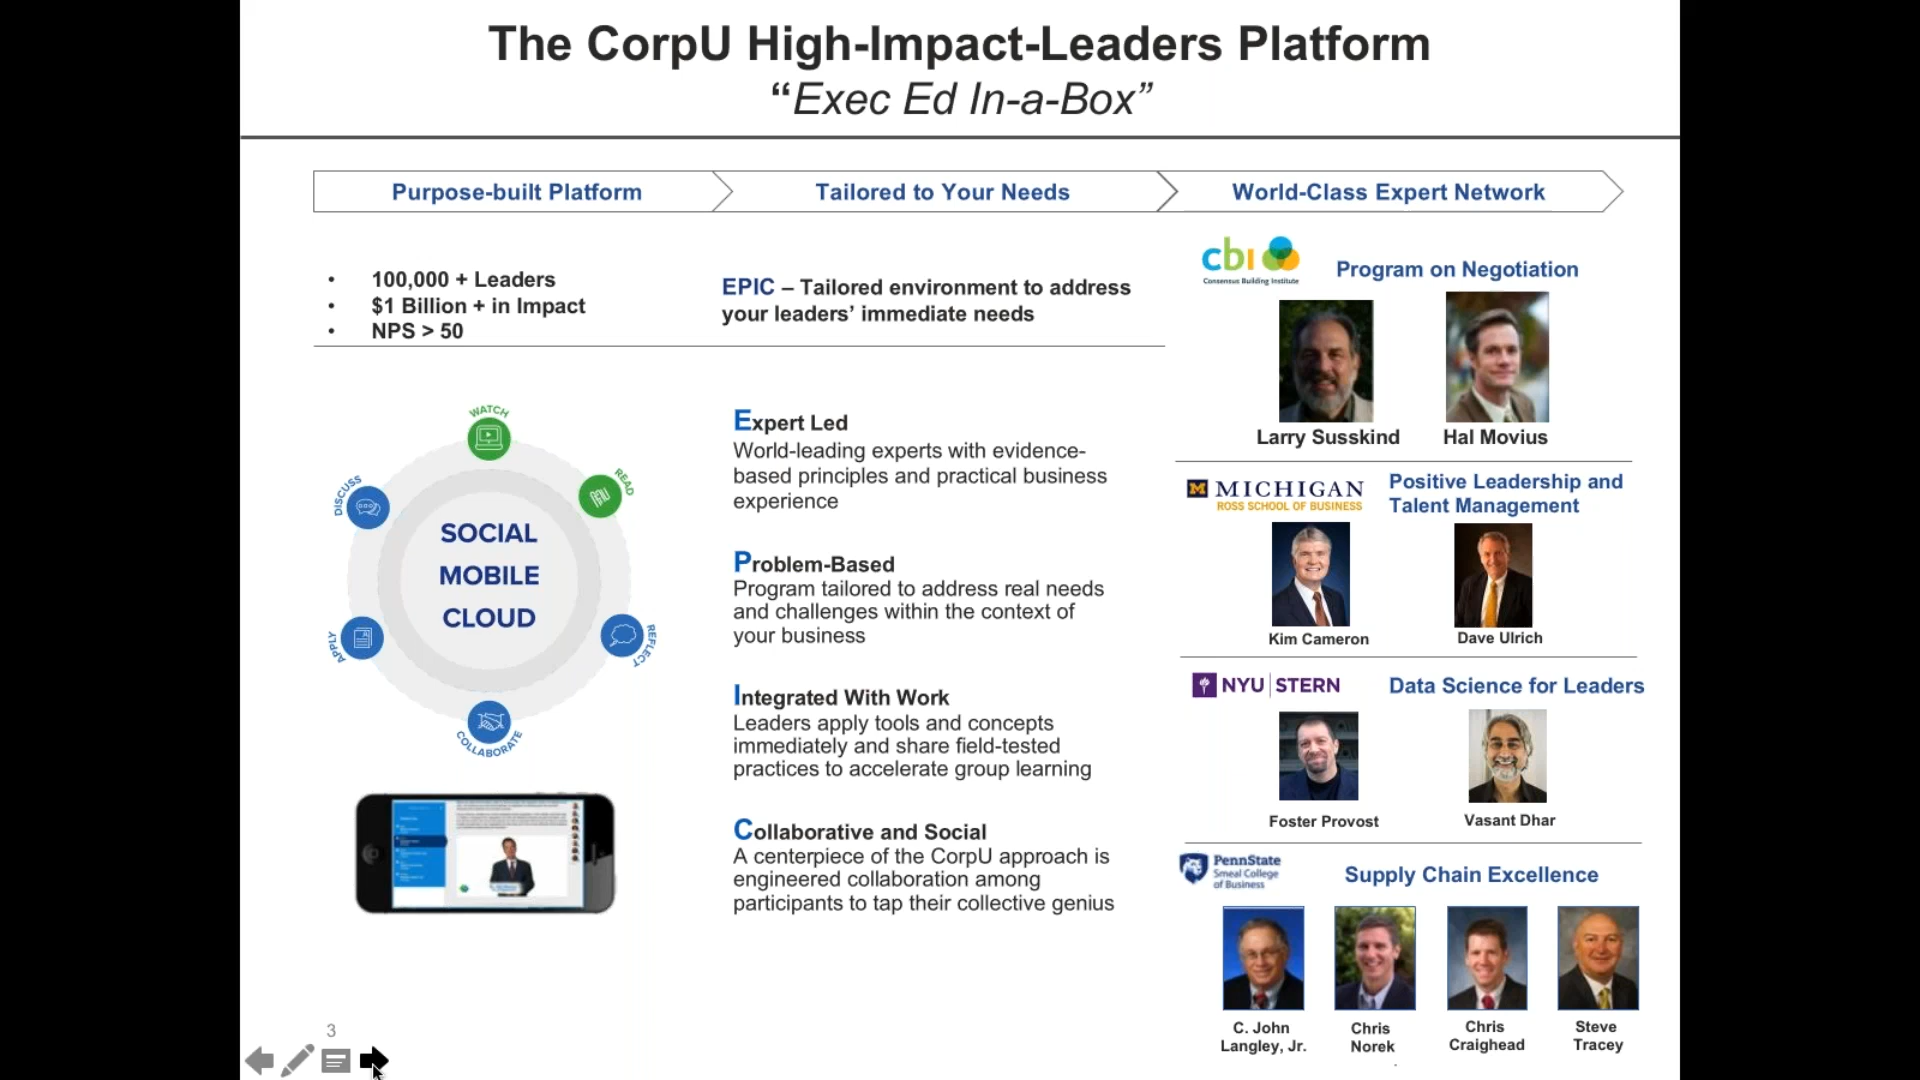 The CorpU High-Impact-Leaders Platform
“Exec Ed In-a-Box”
Purpose-built Platform
Tailored to Your Needs
World-Class Expert Network
• 100,000 + Leaders
• $1 Billion + in Impact
• NPS > 50
WATCH
READ
REFLECT
COLLABORATE
APPLY
DISCUSS
SOCIAL
MOBILE
CLOUD
EPIC – Tailored environment to address
your leaders’ immediate needs
Expert Led
World-leading experts with evidence-
based principles and practical business
experience
Problem-Based
Program tailored to address real needs
and challenges within the context of
your business
Integrated With Work
Leaders apply tools and concepts
immediately and share field-tested
practices to accelerate group learning
Collaborative and Social
A centerpiece of the CorpU approach is
engineered collaboration among
participants to tap their collective genius
cbi
Consensus Building Institute
Program on Negotiation
Larry Susskind
Hal Movius
M MICHIGAN
ROSS SCHOOL OF BUSINESS
Positive Leadership and
Talent Management
Kim Cameron
Dave Ulrich
NYU STERN
Data Science for Leaders
Foster Provost
Vasant Dhar
PennState
Smeal College
of Business
Supply Chain Excellence
C. John
Langley, Jr.
Chris
Norek
Chris
Craighead
Steve
Tracey
3